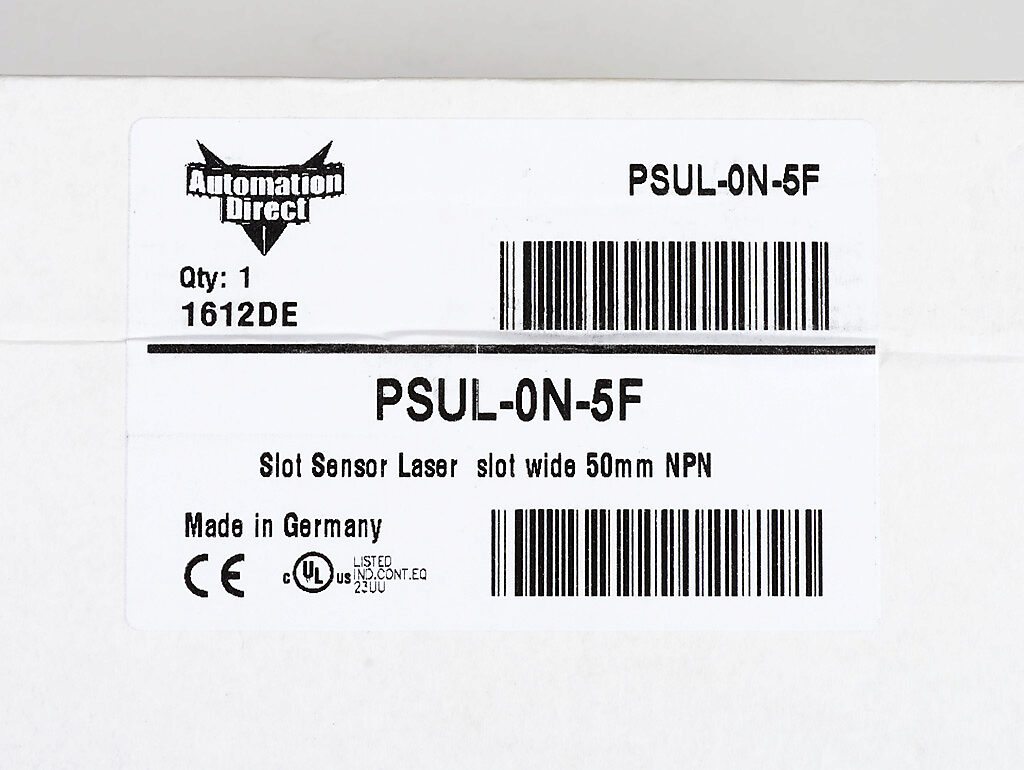 Automation
Direct
PSUL-0N-5F
Qty: 1
1612DE
PSUL-0N-5F
Slot Sensor Laser slot wide 50mm NPN
Made in Germany
CE
c UL us LISTED
IND.CONT.EQ
23UU